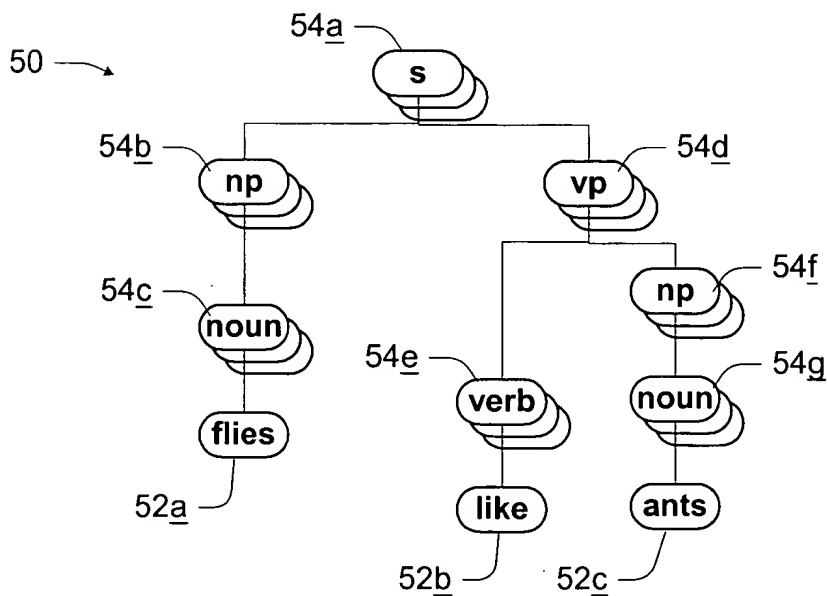 54a
50
s
54b
np
54d
vp
54c
noun
54f
np
54e
verb
54g
noun
flies
52a
like
ants
52b
52c